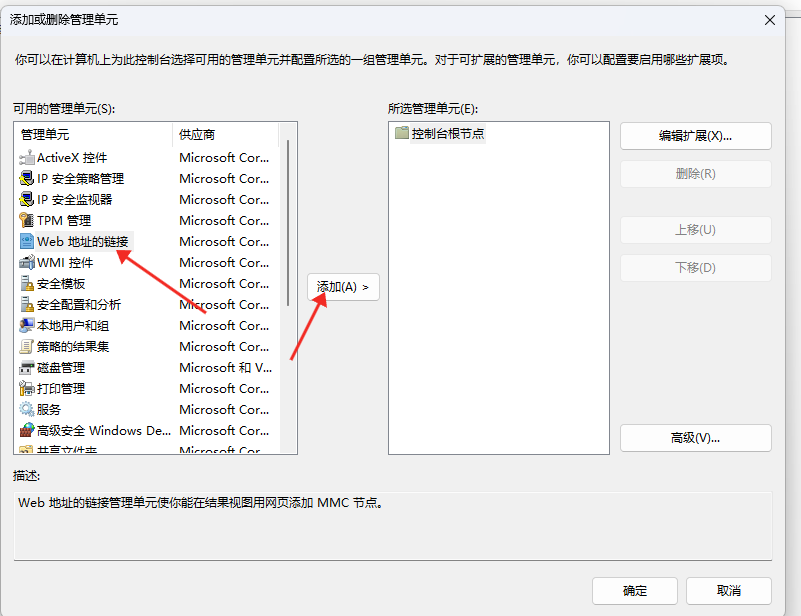 添加或删除管理单元
你可以在计算机上为此控制台选择可用的管理单元并配置所选的一组管理单元。对于可扩展的管理单元，你可以配置要启用哪些扩展项。
可用的管理单元(S):
管理单元 供应商
ActiveX 控件 Microsoft Cor...
IP 安全策略管理 Microsoft Cor...
IP 安全监视器 Microsoft Cor...
TPM 管理 Microsoft Cor...
Web 地址的链接 Microsoft Cor...
WMI 控件 Microsoft Cor...
安全模板 Microsoft Cor...
安全配置和分析 Microsoft Cor...
本地用户和组 Microsoft Cor...
策略的结果集 Microsoft Cor...
磁盘管理 Microsoft 和 V...
打印管理 Microsoft Cor...
服务 Microsoft Cor...
高级安全 Windows De... Microsoft Cor...
共享文件夹 Microsoft Cor...
添加(A) >
所选管理单元(E):
控制台根节点
编辑扩展(X)...
删除(R)
上移(U)
下移(D)
高级(V)...
描述:
Web 地址的链接管理单元使你能在结果视图用网页添加 MMC 节点。
确定
取消